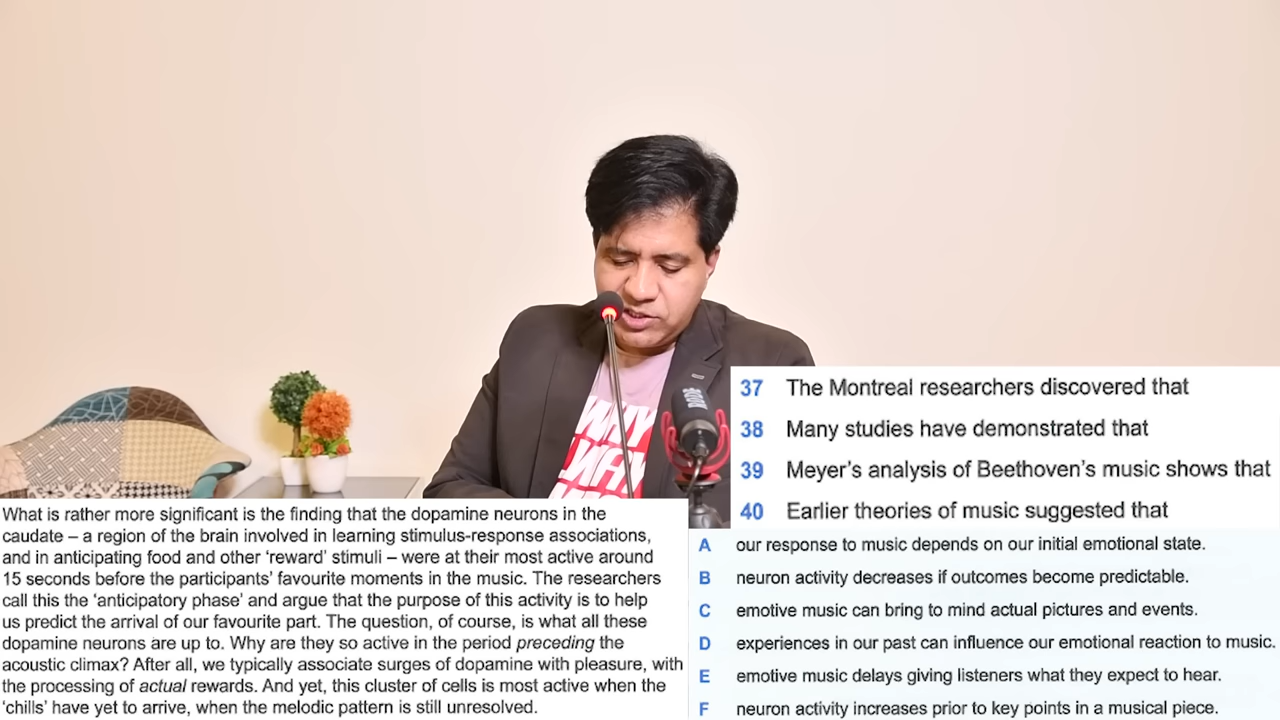 WHY
WAY
RODE
What is rather more significant is the finding that the dopamine neurons in the
caudate – a region of the brain involved in learning stimulus-response associations,
and in anticipating food and other ‘reward’ stimuli – were at their most active around
15 seconds before the participants’ favourite moments in the music. The researchers
call this the ‘anticipatory phase’ and argue that the purpose of this activity is to help
us predict the arrival of our favourite part. The question, of course, is what all these
dopamine neurons are up to. Why are they so active in the period preceding the
acoustic climax? After all, we typically associate surges of dopamine with pleasure, with
the processing of actual rewards. And yet, this cluster of cells is most active when the
‘chills’ have yet to arrive, when the melodic pattern is still unresolved.
37 The Montreal researchers discovered that
38 Many studies have demonstrated that
39 Meyer’s analysis of Beethoven’s music shows that
40 Earlier theories of music suggested that
A our response to music depends on our initial emotional state.
B neuron activity decreases if outcomes become predictable.
C emotive music can bring to mind actual pictures and events.
D experiences in our past can influence our emotional reaction to music.
E emotive music delays giving listeners what they expect to hear.
F neuron activity increases prior to key points in a musical piece.